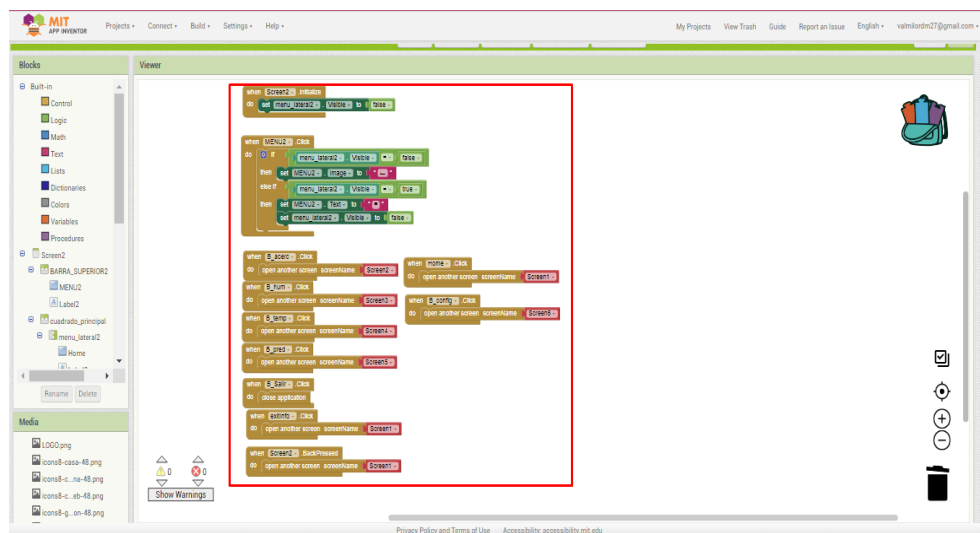 MIT
APP INVENTOR
Projects
Connect
Build
Settings
Help
My Projects
View Trash
Guide
Report an Issue
English
valmilordm27@gmail.com
Blocks
Viewer
Built-in
Control
Logic
Math
Text
Lists
Dictionaries
Colors
Variables
Procedures
Screen2
BARRA_SUPERIOR2
MENU2
Label2
cuadrado_principal
menu_lateral2
Home
Rename Delete
Media
LOGO.png
icons8-casa-48.png
icons8-c...na-48.png
icons8-c...eb-48.png
icons8-g...on-48.png
when Screen2 .Initialize
do set menu_lateral2 . Visible to false
when MENU2 .Click
do if menu_lateral2 . Visible = false
then set MENU2 . Image to " "
else if menu_lateral2 . Visible = true
then set MENU2 . Text to " "
set menu_lateral2 . Visible to false
when B_acerc .Click
do open another screen screenName Screen2
when Home .Click
do open another screen screenName Screen1
when B_hum .Click
do open another screen screenName Screen3
when B_config .Click
do open another screen screenName Screen6
when B_temp .Click
do open another screen screenName Screen4
when B_pred .Click
do open another screen screenName Screen5
when B_Salir .Click
do close application
when exitinfo .Click
do open another screen screenName Screen1
when Screen2 .BackPressed
do open another screen screenName Screen1
0 0
Show Warnings
Privacy Policy and Terms of Use Accessibility: accessibility.mit.edu